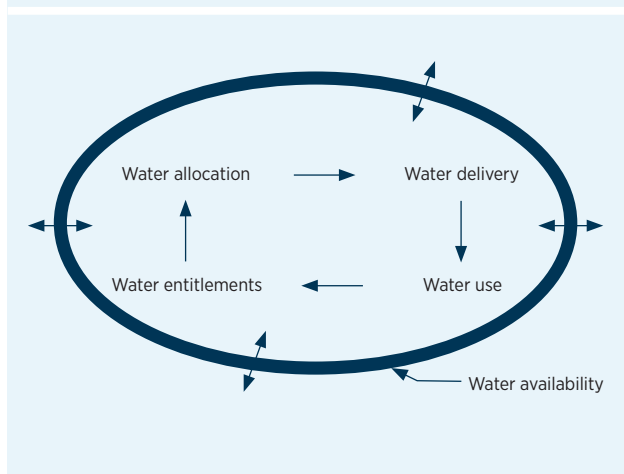 Water allocation
Water delivery
Water entitlements
Water use
Water availability